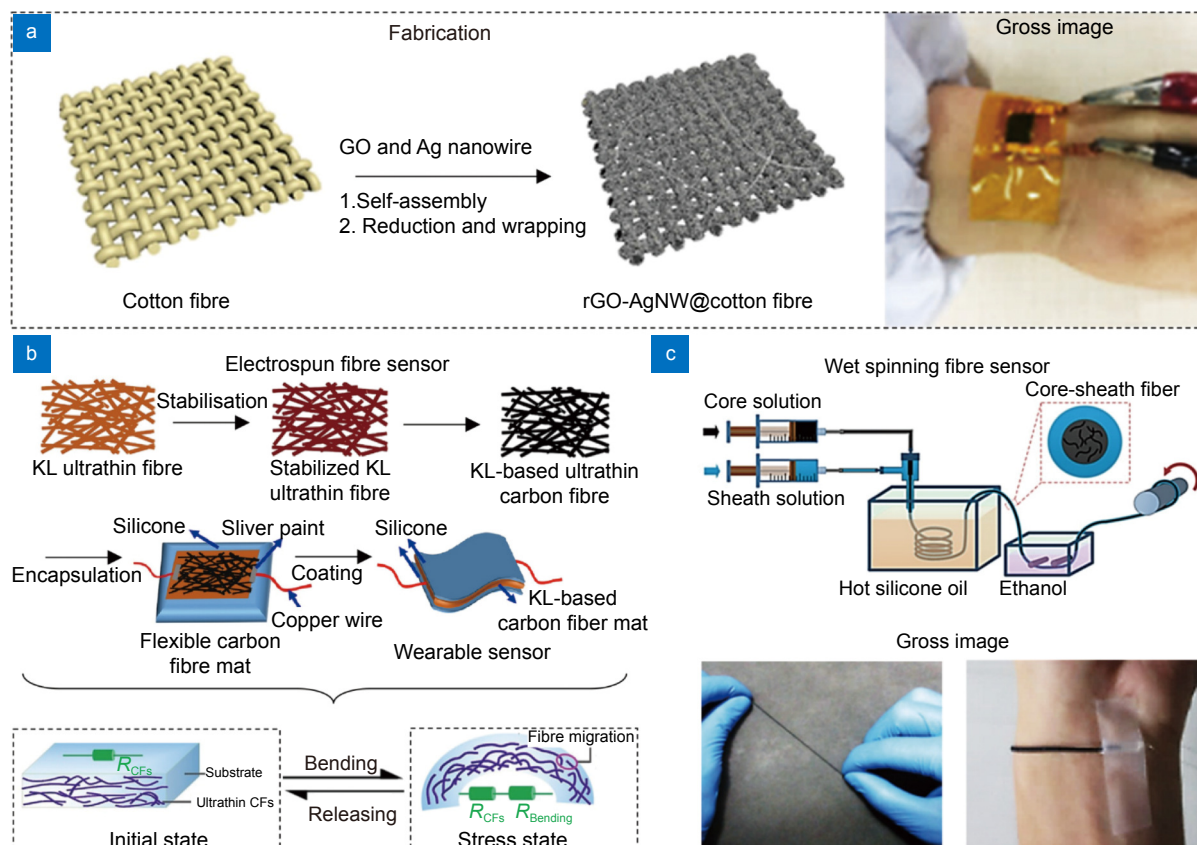 a
Fabrication
Gross image
GO and Ag nanowire
1.Self-assembly
2. Reduction and wrapping
Cotton fibre
rGO-AgNW@cotton fibre
b
Electrospun fibre sensor
Stabilisation
KL ultrathin fibre
Stabilized KL
ultrathin fibre
KL-based ultrathin
carbon fibre
Silicone
Sliver paint
Silicone
Encapsulation
Coating
Copper wire
KL-based
carbon fiber mat
Flexible carbon
fibre mat
Wearable sensor
Fibre migration
RCFs
Substrate
Ultrathin CFs
Bending
Releasing
RCFs
RBending
Initial state
Stress state
c
Wet spinning fibre sensor
Core solution
Core-sheath fiber
Sheath solution
Hot silicone oil
Ethanol
Gross image